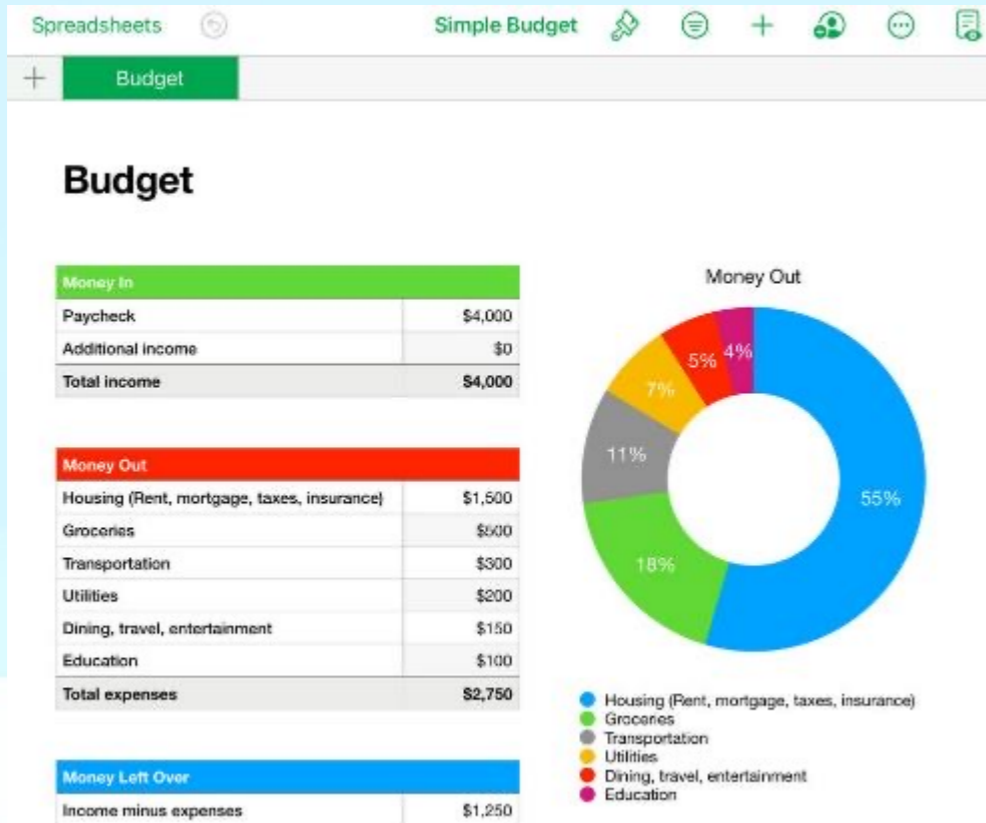 Spreadsheets Simple Budget
Budget
Budget
Money In
Paycheck $4,000
Additional income $0
Total income $4,000
Money Out
Housing (Rent, mortgage, taxes, insurance) $1,500
Groceries $500
Transportation $300
Utilities $200
Dining, travel, entertainment $150
Education $100
Total expenses $2,750
Money Left Over
Income minus expenses $1,250
Money Out
4%
5%
7%
11%
55%
18%
Housing (Rent, mortgage, taxes, insurance)
Groceries
Transportation
Utilities
Dining, travel, entertainment
Education